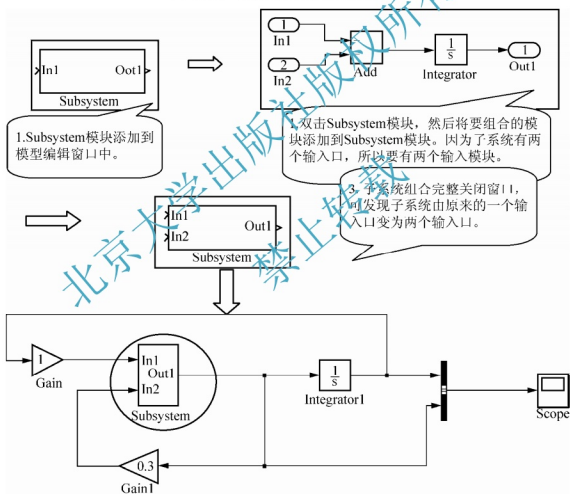 In1
Oot1
Subsystem
1
In1
2
In2
Add
1
s
Integrator
1
Out1
1.Subsystem模块添加到
模型编辑窗口中。
双击Subsystem模块，然后将要组合的模
块添加到Subsystem模块。因为子系统有两
个输入口，所以要有两个输入模块。
3. 子系统组合完整关闭窗口，
可发现子系统由原来的一个输
入口变为两个输入口。
In1
In2
Out1
Subsystem
1
Gain
In1
Out1
In2
Subsystem
1
s
Integrator1
Scope
0.3
Gain1
北京大学出版社版权所有
禁止转载